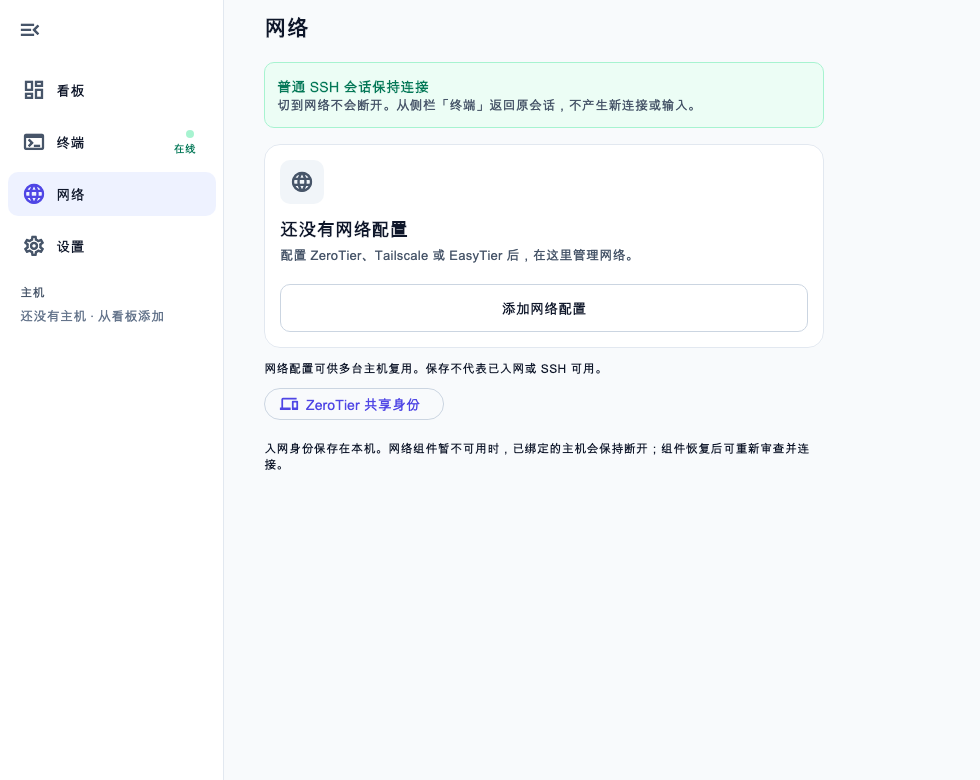 网络
普通 SSH 会话保持连接
切到网络不会断开。从侧栏「终端」返回原会话，不产生新连接或输入。
看板
终端
在线
网络
设置
主机
还没有主机 · 从看板添加
还没有网络配置
配置 ZeroTier、Tailscale 或 EasyTier 后，在这里管理网络。
添加网络配置
网络配置可供多台主机复用。保存不代表已入网或 SSH 可用。
ZeroTier 共享身份
入网身份保存在本机。网络组件暂不可用时，已绑定的主机会保持断开；组件恢复后可重新审查并连
接。